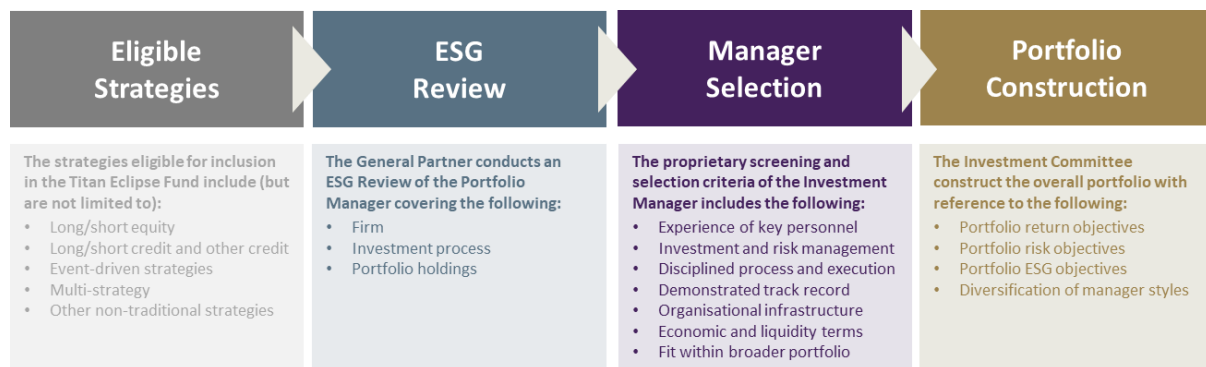 Eligible
Strategies
ESG
Review
Manager
Selection
Portfolio
Construction
The strategies eligible for inclusion
in the Titan Eclipse Fund include (but
are not limited to):
• Long/short equity
• Long/short credit and other credit
• Event-driven strategies
• Multi-strategy
• Other non-traditional strategies
The General Partner conducts an
ESG Review of the Portfolio
Manager covering the following:
• Firm
• Investment process
• Portfolio holdings
The proprietary screening and
selection criteria of the Investment
Manager includes the following:
• Experience of key personnel
• Investment and risk management
• Disciplined process and execution
• Demonstrated track record
• Organisational infrastructure
• Economic and liquidity terms
• Fit within broader portfolio
The Investment Committee
construct the overall portfolio with
reference to the following:
• Portfolio return objectives
• Portfolio risk objectives
• Portfolio ESG objectives
• Diversification of manager styles